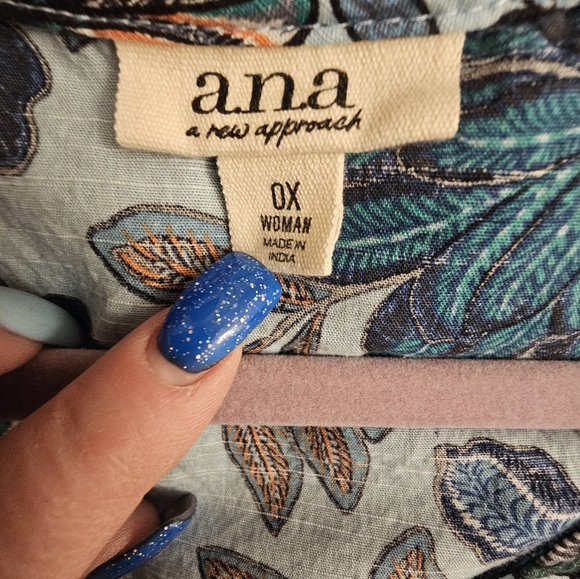 a.n.a
a new approach
0X
WOMAN
MADE IN
INDIA